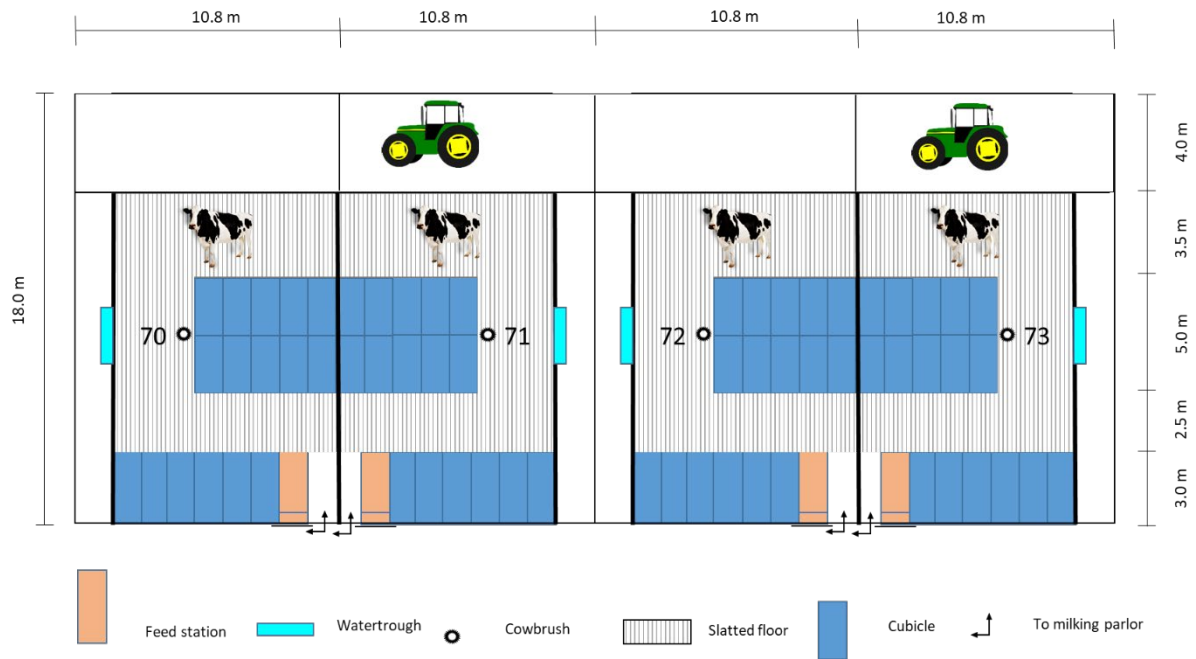 10.8 m
10.8 m
10.8 m
10.8 m
18.0 m
4.0 m
3.5 m
5.0 m
2.5 m
3.0 m
70
71
72
73
Feed station
Watertrough
Cowbrush
Slatted floor
Cubicle
To milking parlor